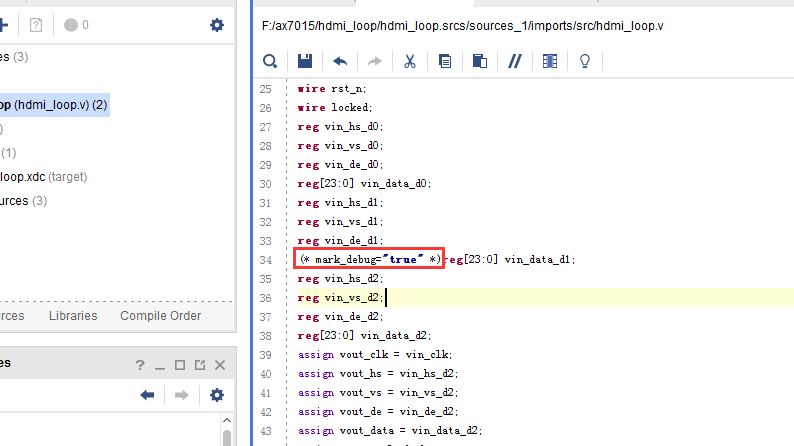 F:/ax7015/hdmi_loop/hdmi_loop.srcs/sources_1/imports/src/hdmi_loop.v
0
es (3)
op (hdmi_loop.v) (2)
)
(1)
loop.xdc (target)
urces (3)
rces Libraries Compile Order
es
25 wire rst_n;
26 wire locked;
27 reg vin_hs_d0;
28 reg vin_vs_d0;
29 reg vin_de_d0;
30 reg[23:0] vin_data_d0;
31 reg vin_hs_d1;
32 reg vin_vs_d1;
33 reg vin_de_d1;
34 (* mark_debug="true" *)reg[23:0] vin_data_d1;
35 reg vin_hs_d2;
36 reg vin_vs_d2;
37 reg vin_de_d2;
38 reg[23:0] vin_data_d2;
39 assign vout_clk = vin_clk;
40 assign vout_hs = vin_hs_d2;
41 assign vout_vs = vin_vs_d2;
42 assign vout_de = vin_de_d2;
43 assign vout_data = vin_data_d2;